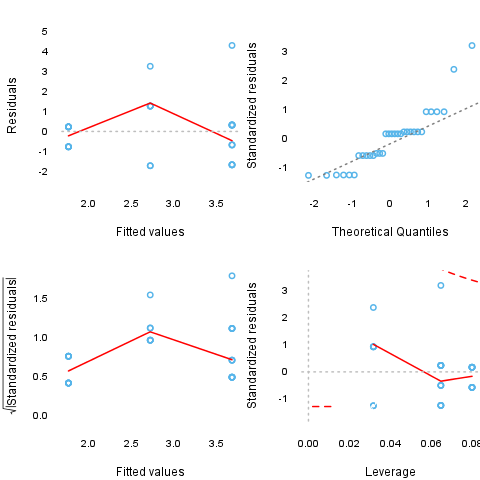 Residuals
5
4
3
2
1
0
-1
-2
2.0 2.5 3.0 3.5
Fitted values
Standardized residuals
3
2
1
0
-1
-2 -1 0 1 2
Theoretical Quantiles
√|Standardized residuals|
1.5
1.0
0.5
0.0
2.0 2.5 3.0 3.5
Fitted values
Standardized residuals
3
2
1
0
-1
0.00 0.02 0.04 0.06 0.08
Leverage